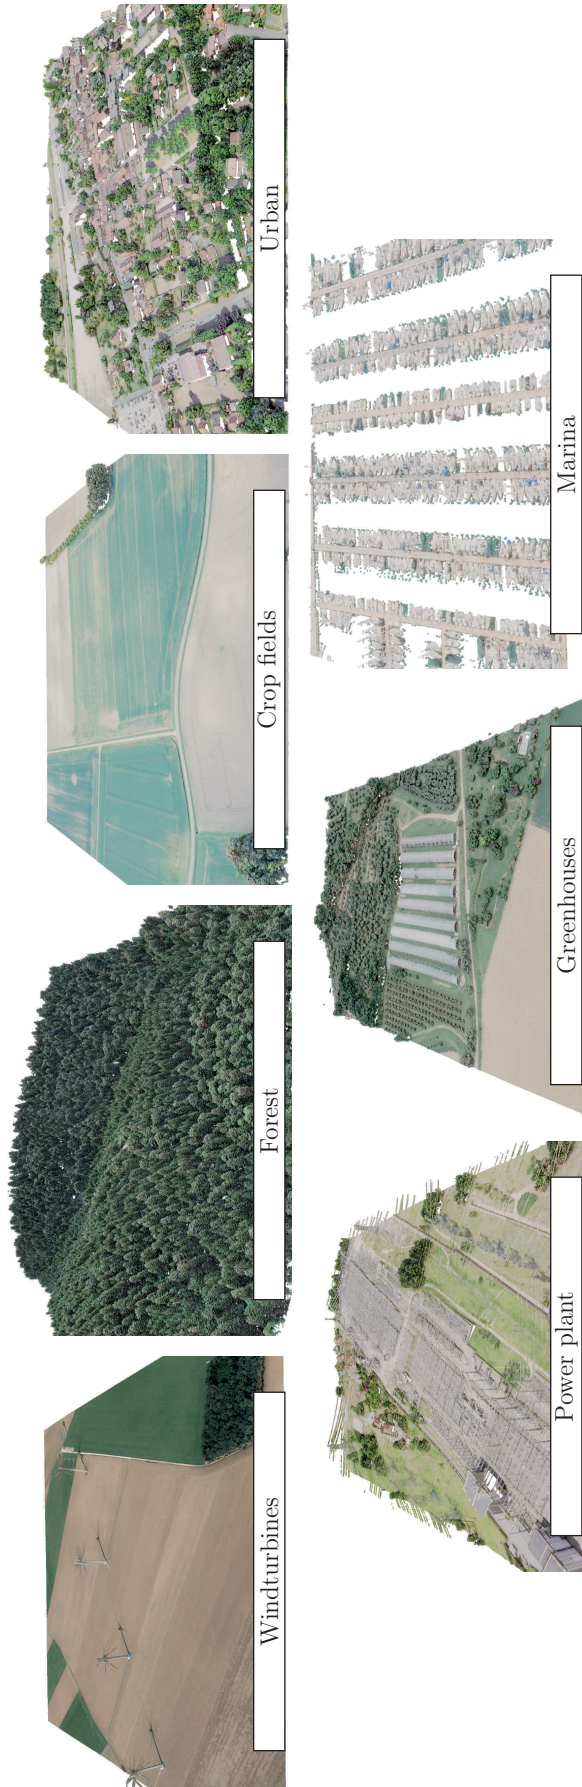 Windturbines
Forest
Crop fields
Urban
Power plant
Greenhouses
Marina